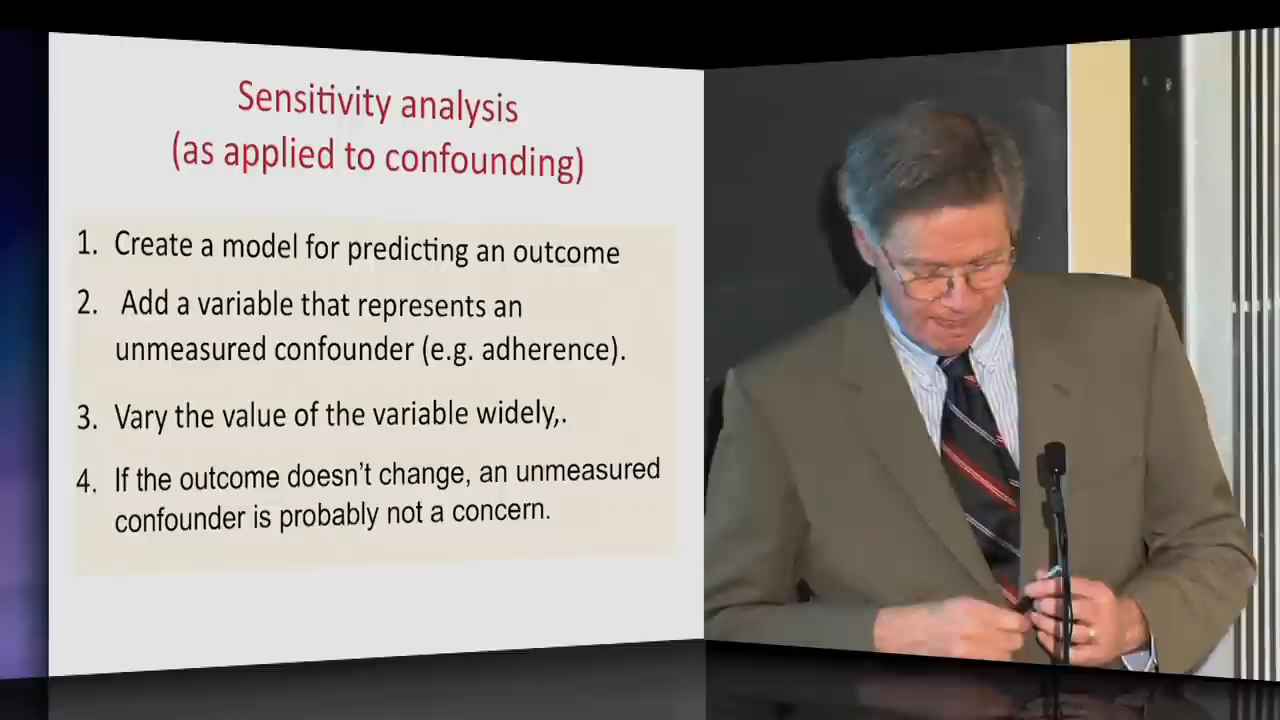 Sensitivity analysis
(as applied to confounding)
1. Create a model for predicting an outcome
2. Add a variable that represents an
unmeasured confounder (e.g. adherence).
3. Vary the value of the variable widely,.
4. If the outcome doesn't change, an unmeasured
confounder is probably not a concern.